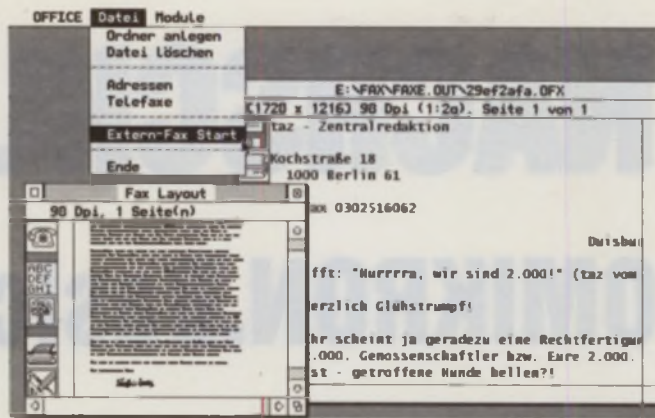 OFFICE Datei Module
Ordner anlegen
Datei löschen
Adressen
Telefaxe
Extern-Fax Start
Ende
E:\FAX\FAXE.OUT\29ef2afa.OFX
(1720 x 1216) 90 Dpi (1:2a). Seite 1 von 1
taz - Zentralredaktion
Kochstraße 18
1000 Berlin 61
ax 0302516062
Duisbu
fft: "Hurrrra, wir sind 2.000!" (taz vom
erzlich Glühstrumpf!
hr scheint ja geradezu eine Rechtfertigun
.000. Genossenschaftler bzw. Eure 2.000.
st - getroffene Hunde bellen?!
Fax Layout
90 Dpi, 1 Seite(n)
ABC
DEF
GHI